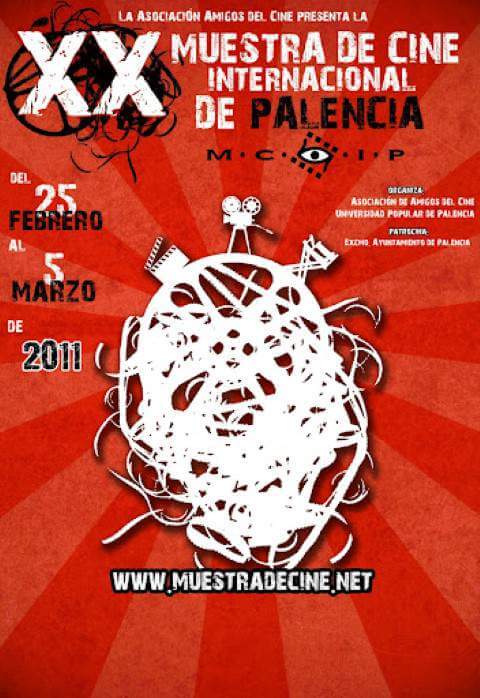 LA ASOCIACIÓN AMIGOS DEL CINE PRESENTA LA
XX MUESTRA DE CINE
INTERNACIONAL
DE PALENCIA
M·C·I·P
DEL
25
FEBRERO
AL
5
MARZO
DE
2011
ORGANIZA:
ASOCIACIÓN DE AMIGOS DEL CINE
UNIVERSIDAD POPULAR DE PALENCIA
PATROCINA:
EXCMO. AYUNTAMIENTO DE PALENCIA
WWW.MUESTRADECINE.NET